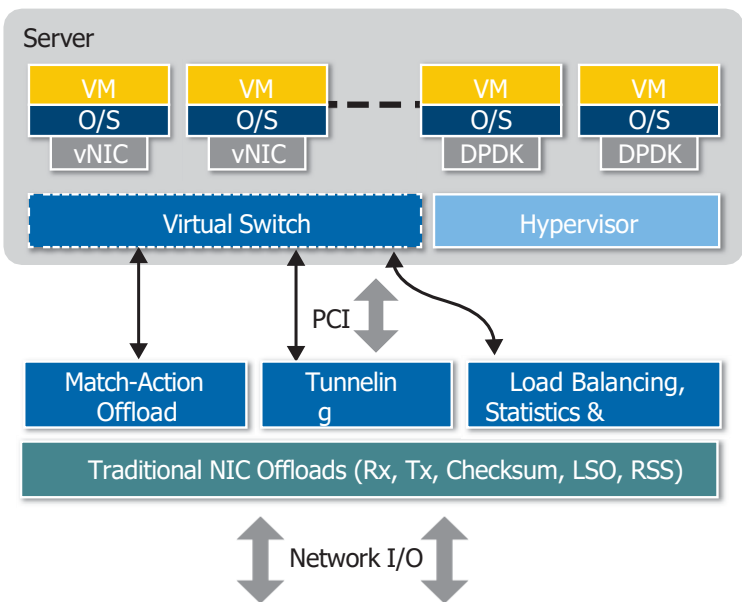 Server
VM VM VM VM
O/S O/S O/S O/S
vNIC vNIC DPDK DPDK
Virtual Switch Hypervisor
PCI
Match-Action
Offload
Tunnelin
g
Load Balancing,
Statistics &
Traditional NIC Offloads (Rx, Tx, Checksum, LSO, RSS)
Network I/O